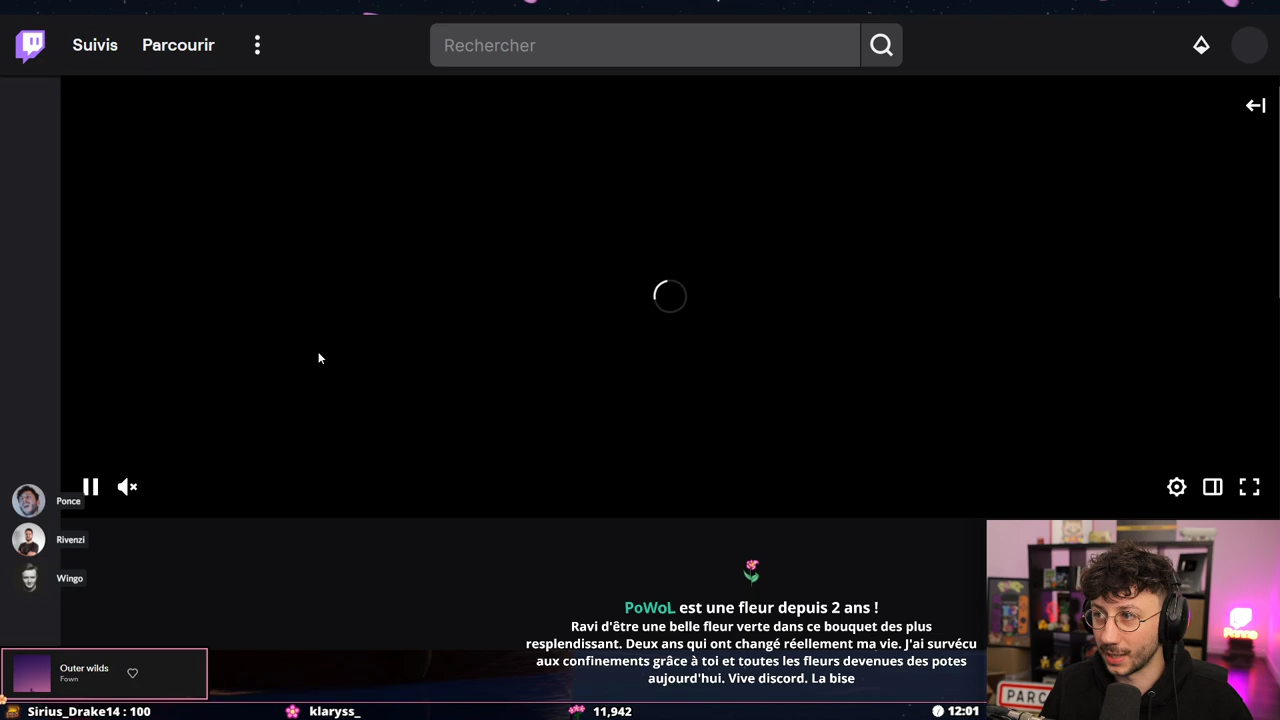 Suivis
Parcourir
Rechercher
Ponce
Rivenzi
Wingo
PoWoL est une fleur depuis 2 ans !
Ravi d'être une belle fleur verte dans ce bouquet des plus
resplendissant. Deux ans qui ont changé réellement ma vie. J'ai survécu
aux confinements grâce à toi et toutes les fleurs devenues des potes
aujourd'hui. Vive discord. La bise
Outer wilds
Fown
PARC
Sirius_Drake14 : 100
klaryss_
11,942
12:01